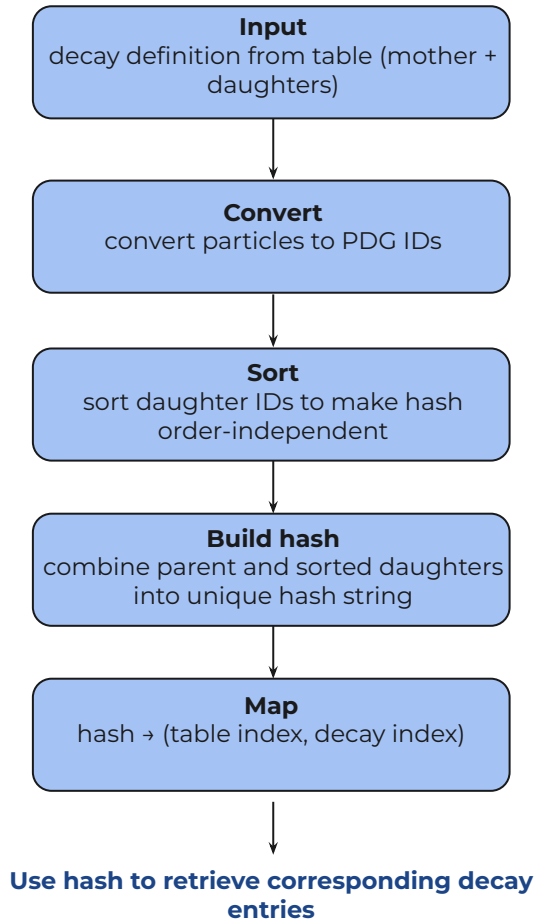 Input
decay definition from table (mother +
daughters)
Convert
convert particles to PDG IDs
Sort
sort daughter IDs to make hash
order-independent
Build hash
combine parent and sorted daughters
into unique hash string
Map
hash → (table index, decay index)
Use hash to retrieve corresponding decay
entries